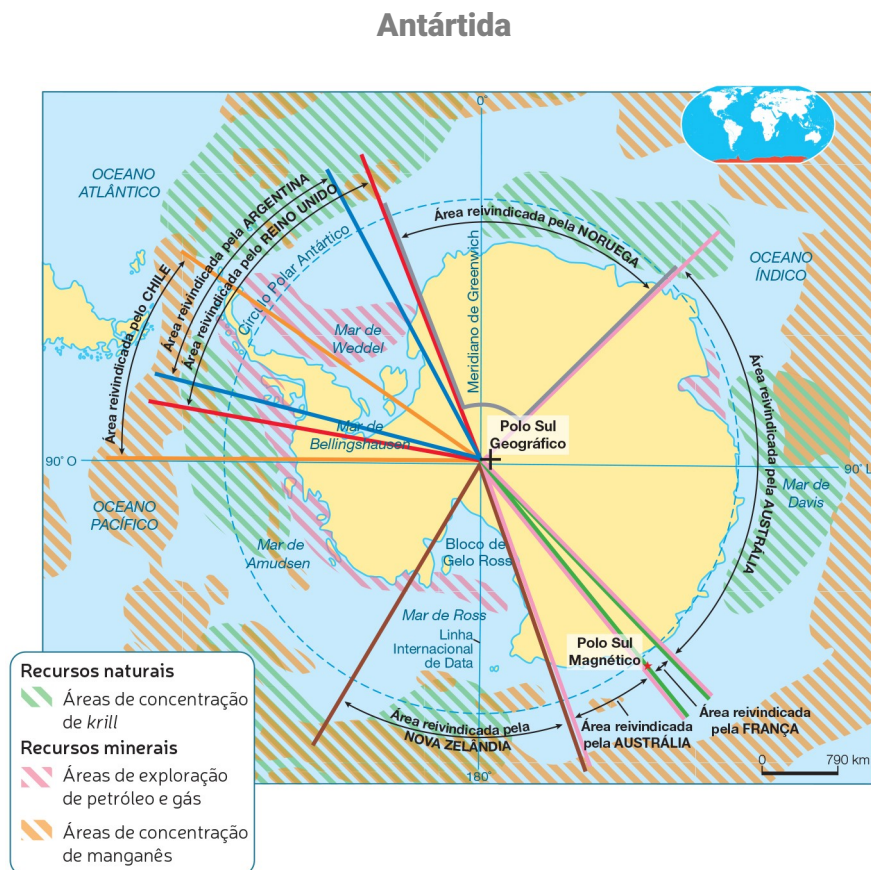 Antártida
0°
OCEANO
ATLÂNTICO
Área reivindicada pela ARGENTINA
Área reivindicada pelo REINO UNIDO
Área reivindicada pelo CHILE
Círculo Polar Antártico
Meridiano de Greenwich
Área reivindicada pela NORUEGA
OCEANO
ÍNDICO
Mar de
Weddel
Área reivindicada pela AUSTRÁLIA
Polo Sul
Geográfico
Mar de
Bellingshausen
90° O
90° L
OCEANO
PACÍFICO
Mar de
Davis
Mar de
Amudsen
Bloco de
Gelo Ross
Mar de Ross
Linha
Internacional
de Data
Polo Sul
Magnético
Área reivindicada pela
NOVA ZELÂNDIA
Área reivindicada
pela AUSTRÁLIA
Área reivindicada
pela FRANÇA
180°
0 790 km
Recursos naturais
Áreas de concentração
de krill
Recursos minerais
Áreas de exploração
de petróleo e gás
Áreas de concentração
de manganês